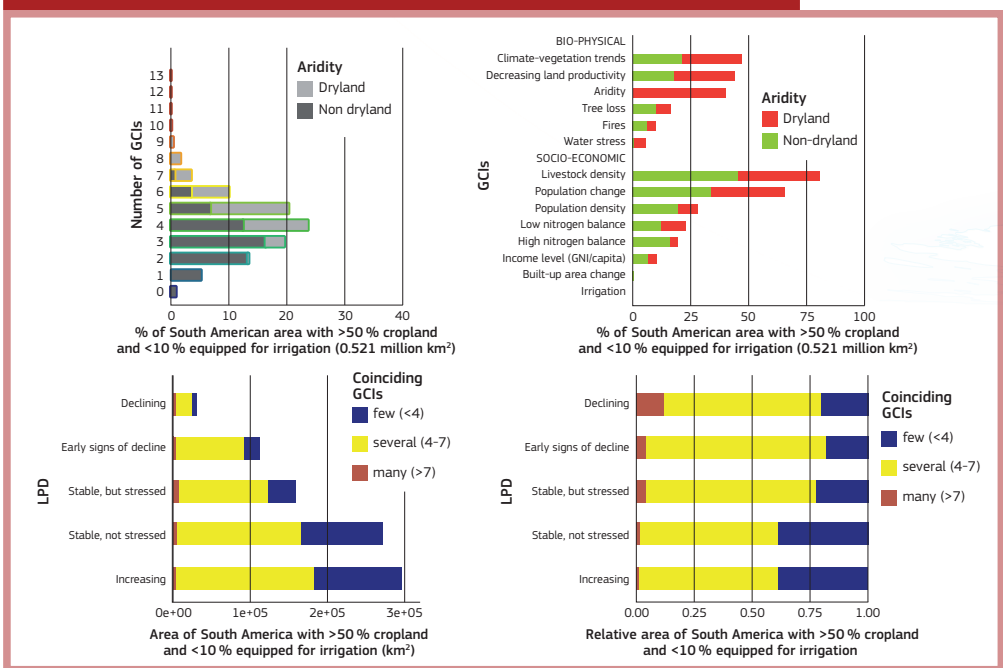 13
12
11
10
9
8
7
6
5
4
3
2
1
0
Number of GCIs
Aridity
Dryland
Non dryland
0 10 20 30 40
% of South American area with >50 % cropland
and <10 % equipped for irrigation (0.521 million km²)
BIO-PHYSICAL
Climate-vegetation trends
Decreasing land productivity
Aridity
Tree loss
Fires
Water stress
SOCIO-ECONOMIC
Livestock density
Population change
Population density
Low nitrogen balance
High nitrogen balance
Income level (GNI/capita)
Built-up area change
Irrigation
GCIs
Aridity
Dryland
Non-dryland
0 25 50 75 100
% of South American area with >50 % cropland
and <10 % equipped for irrigation (0.521 million km²)
Declining
Early signs of decline
Stable, but stressed
Stable, not stressed
Increasing
LPD
Coinciding
GCIs
few (<4)
several (4-7)
many (>7)
0e+00 1e+05 2e+05 3e+05
Area of South America with >50 % cropland
and <10 % equipped for irrigation (km²)
Declining
Early signs of decline
Stable, but stressed
Stable, not stressed
Increasing
LPD
Coinciding
GCIs
few (<4)
several (4-7)
many (>7)
0.00 0.25 0.50 0.75 1.00
Relative area of South America with >50 % cropland
and <10 % equipped for irrigation